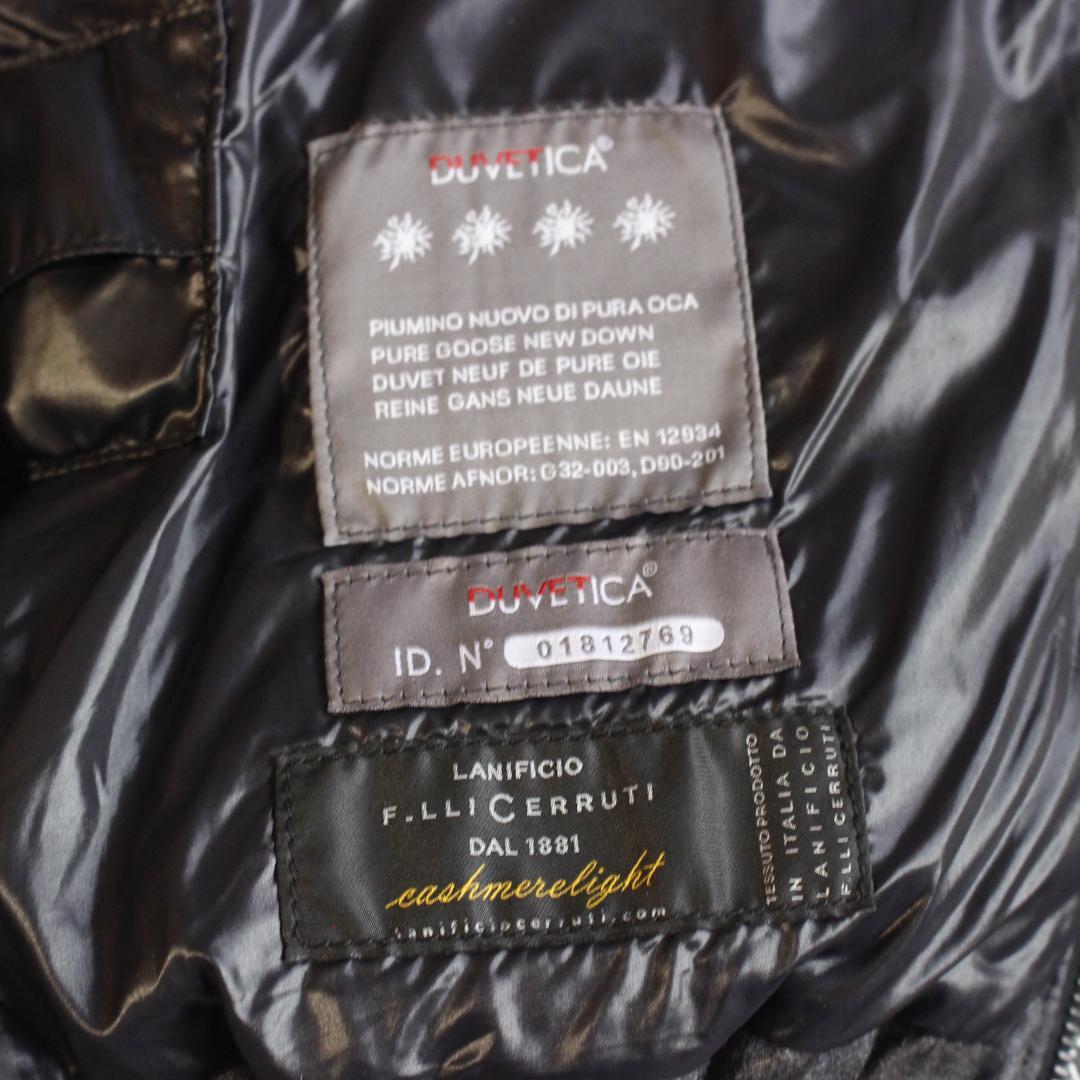 DUVETICA®
PIUMINO NUOVO DI PURA OCA
PURE GOOSE NEW DOWN
DUVET NEUF DE PURE OIE
REINE GANS NEUE DAUNE
NORME EUROPEENNE: EN 12934
NORME AFNOR: G32-003, D90-201
DUVETICA®
ID. N° 01812769
LANIFICIO
F.LLI CERRUTI
DAL 1881
cashmerelight
lanificiocerruti.com
TESSUTO PRODOTTO
IN ITALIA DA
LANIFICIO
F.LLI CERRUTI